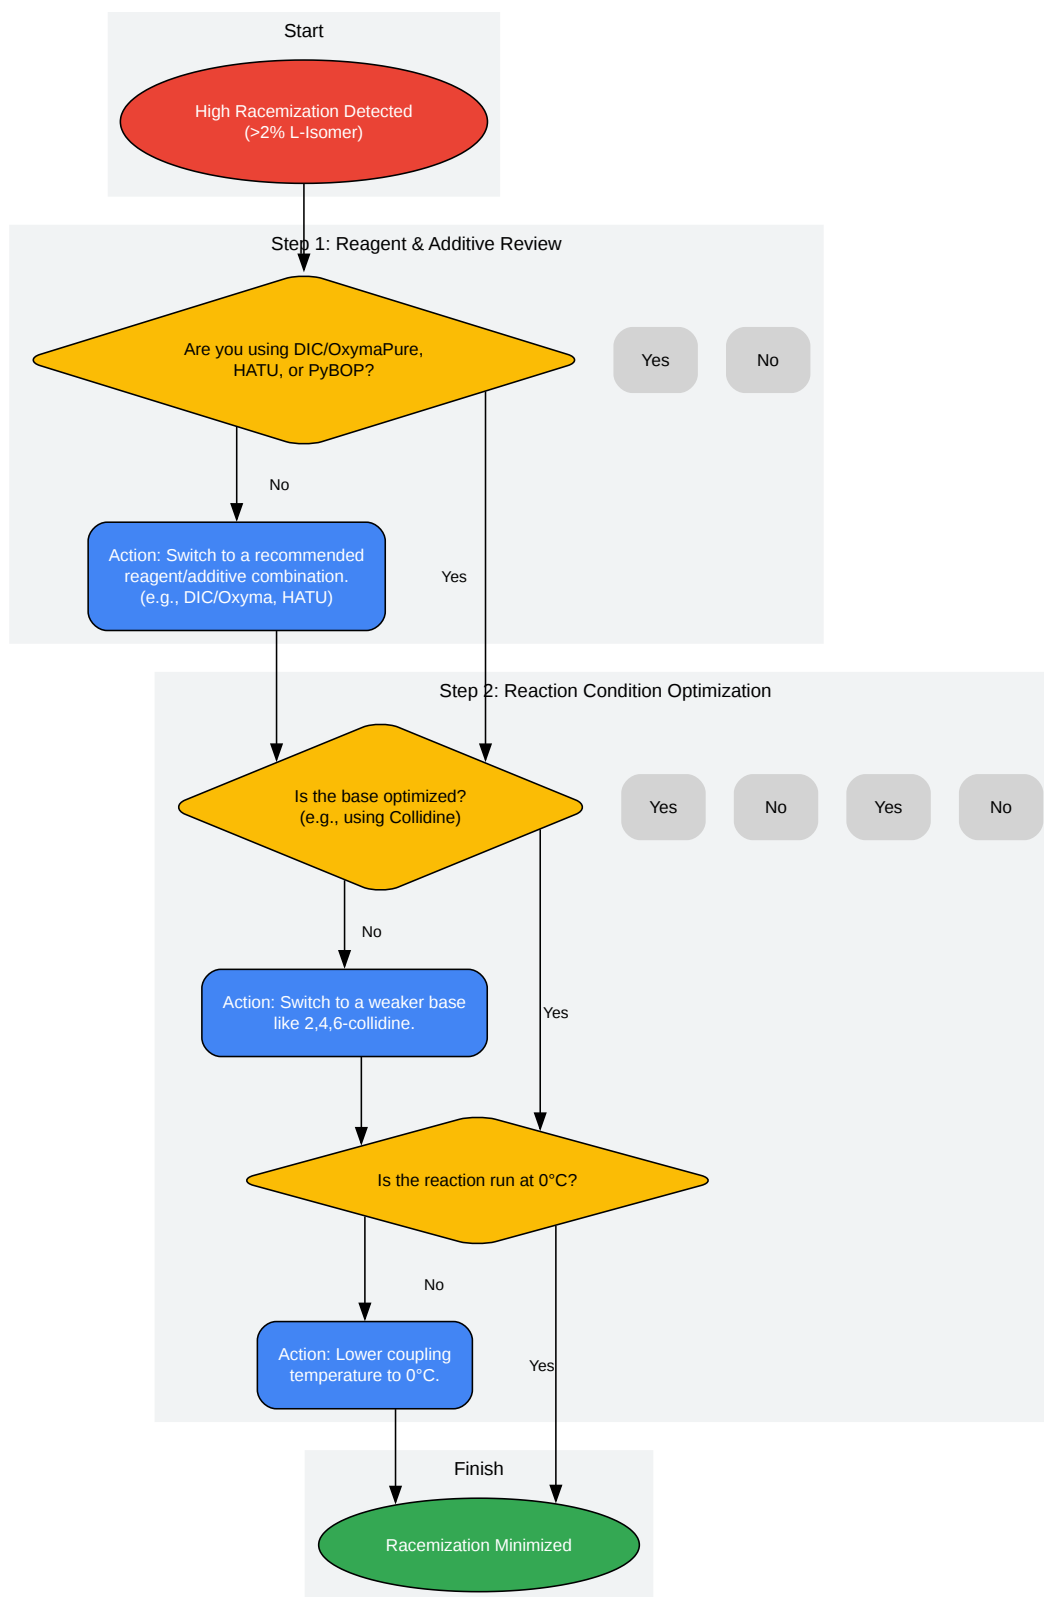 Start
High Racemization Detected
(>2% L-Isomer)
Step 1: Reagent & Additive Review
Are you using DIC/OxymaPure,
HATU, or PyBOP?
Yes
No
No
Action: Switch to a recommended
reagent/additive combination.
(e.g., DIC/Oxyma, HATU)
Yes
Step 2: Reaction Condition Optimization
Is the base optimized?
(e.g., using Collidine)
Yes
No
Yes
No
No
Action: Switch to a weaker base
like 2,4,6-collidine.
Yes
Is the reaction run at 0°C?
No
Action: Lower coupling
temperature to 0°C.
Yes
Finish
Racemization Minimized